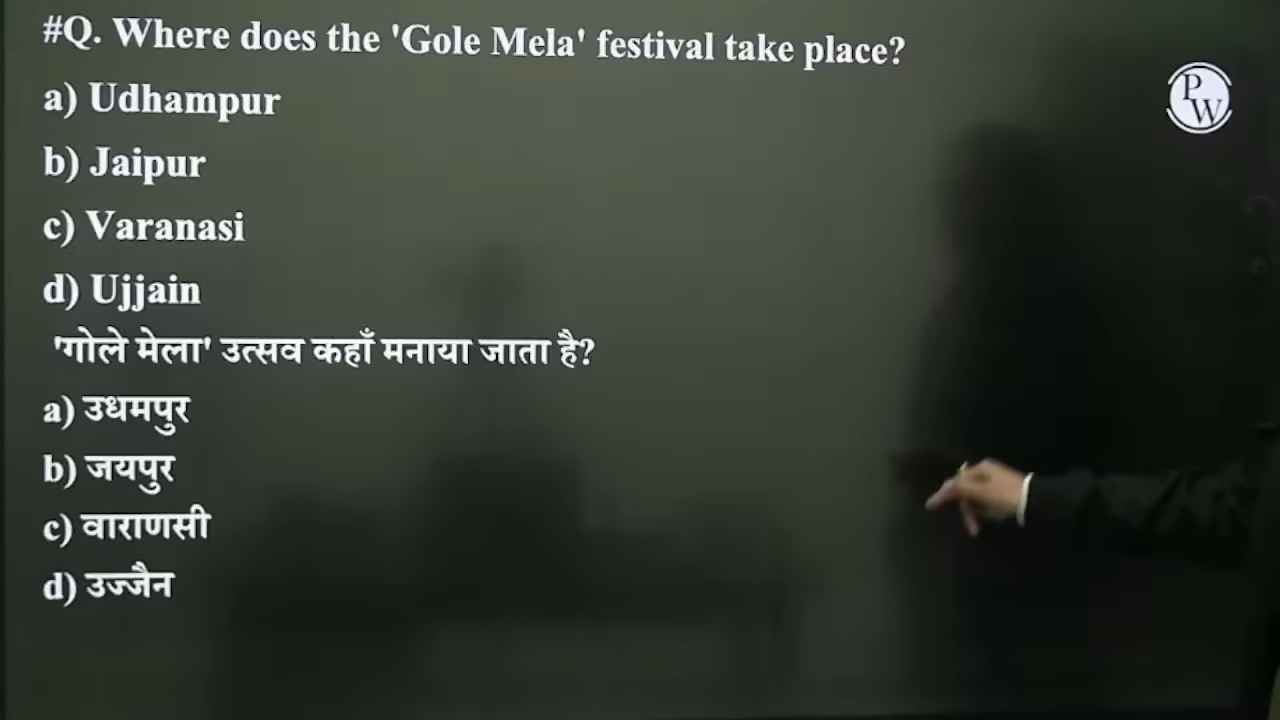 #Q. Where does the 'Gole Mela' festival take place?
a) Udhampur
PW
b) Jaipur
c) Varanasi
d) Ujjain
'गोले मेला' उत्सव कहाँ मनाया जाता है?
a) उधमपुर
b) जयपुर
c) वाराणसी
d) उज्जैन